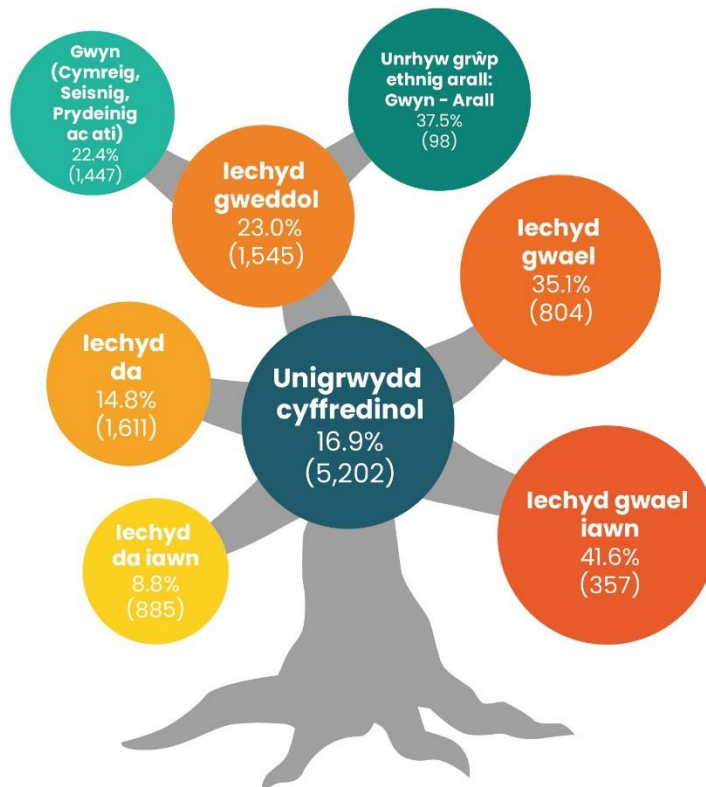 Gwyn
(Cymreig,
Seisnig,
Prydeinig
ac ati)
22.4%
(1,447)
Unrhyw grŵp
ethnig arall:
Gwyn - Arall
37.5%
(98)
Iechyd
gweddol
23.0%
(1,545)
Iechyd
gwael
35.1%
(804)
Iechyd
da
14.8%
(1,611)
Unigrwydd
cyffredinol
16.9%
(5,202)
Iechyd
da iawn
8.8%
(885)
Iechyd gwael
iawn
41.6%
(357)